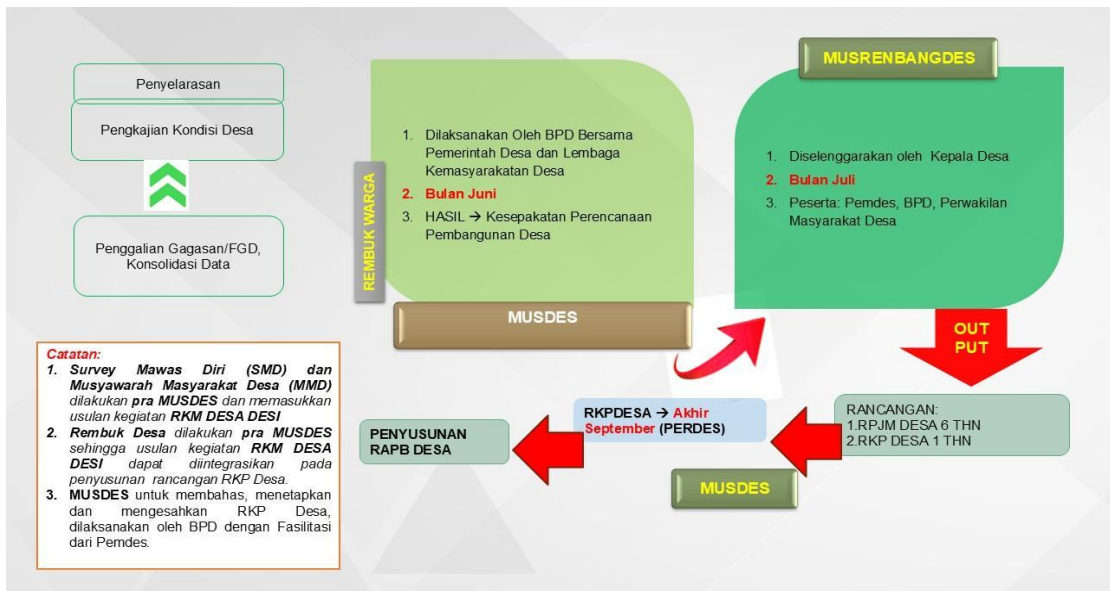 Penyelarasan
Pengkajian Kondisi Desa
Penggalian Gagasan/FGD,
Konsolidasi Data
REMBUK WARGA
1. Dilaksanakan Oleh BPD Bersama
Pemerintah Desa dan Lembaga
Kemasyarakatan Desa
2. Bulan Juni
3. HASIL → Kesepakatan Perencanaan
Pembangunan Desa
MUSDES
MUSRENBANGDES
1. Diselenggarakan oleh Kepala Desa
2. Bulan Juli
3. Peserta: Pemdes, BPD, Perwakilan
Masyarakat Desa
OUT
PUT
RANCANGAN:
1.RPJM DESA 6 THN
2.RKP DESA 1 THN
MUSDES
RKPDESA → Akhir
September (PERDES)
PENYUSUNAN
RAPB DESA
Catatan:
1. Survey Mawas Diri (SMD) dan
Musyawarah Masyarakat Desa (MMD)
dilakukan pra MUSDES dan memasukkan
usulan kegiatan RKM DESA DESI
2. Rembuk Desa dilakukan pra MUSDES
sehingga usulan kegiatan RKM DESA
DESI dapat diintegrasikan pada
penyusunan rancangan RKP Desa.
3. MUSDES untuk membahas, menetapkan
dan mengesahkan RKP Desa,
dilaksanakan oleh BPD dengan Fasilitasi
dari Pemdes.